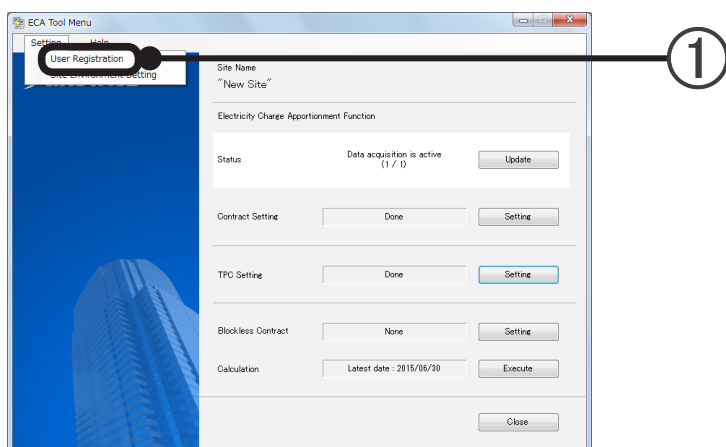 ECA Tool Menu
Setting Help
User Registration
Site Environment Setting
Site Name
"New Site"
Electricity Charge Apportionment Function
Status
Data acquisition is active
(1 / 1)
Update
Contract Setting Done Setting
TPC Setting Done Setting
Blockless Contract None Setting
Calculation Latest date : 2015/06/30 Execute
Close
1